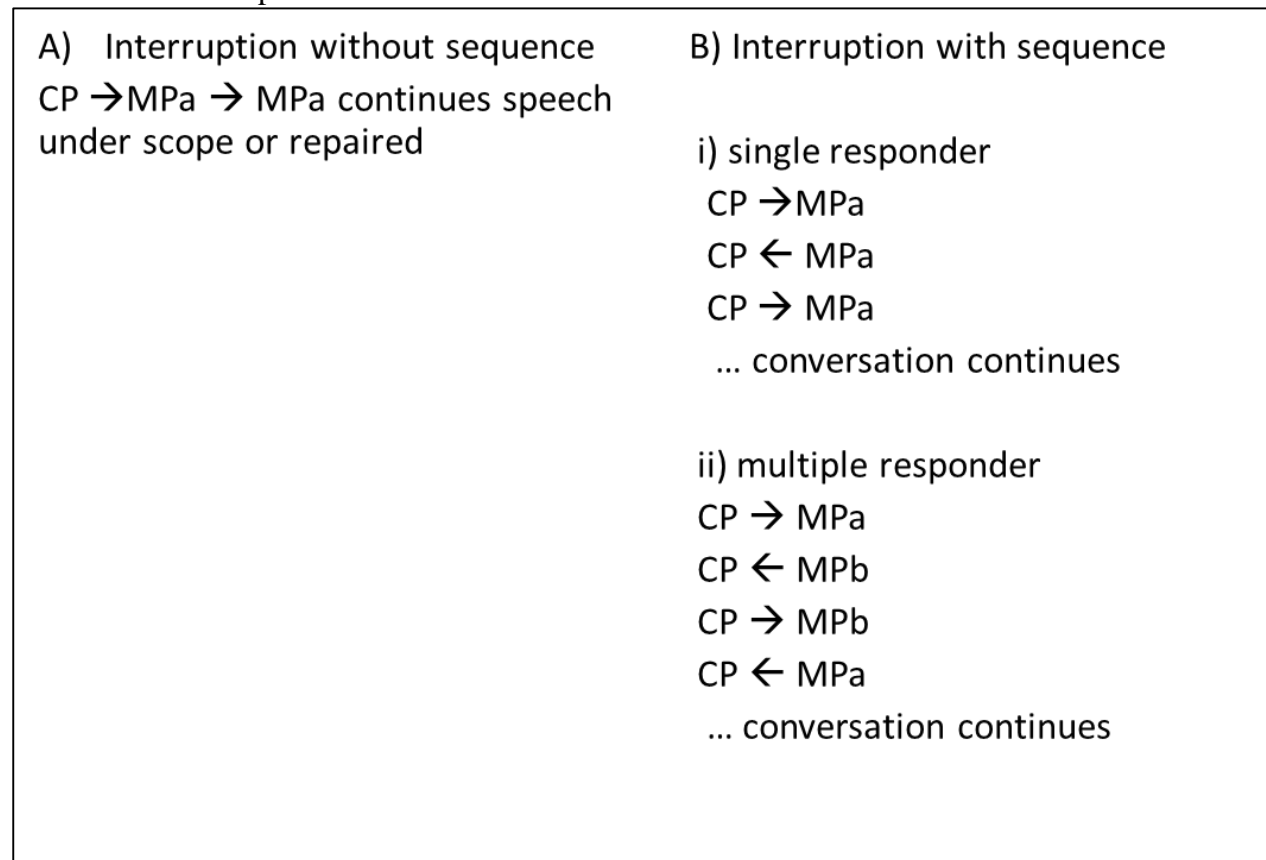 A) Interruption without sequence
CP →MPa → MPa continues speech
under scope or repaired
B) Interruption with sequence
i) single responder
CP →MPa
CP ← MPa
CP → MPa
... conversation continues
ii) multiple responder
CP → MPa
CP ← MPb
CP → MPb
CP ← MPa
... conversation continues